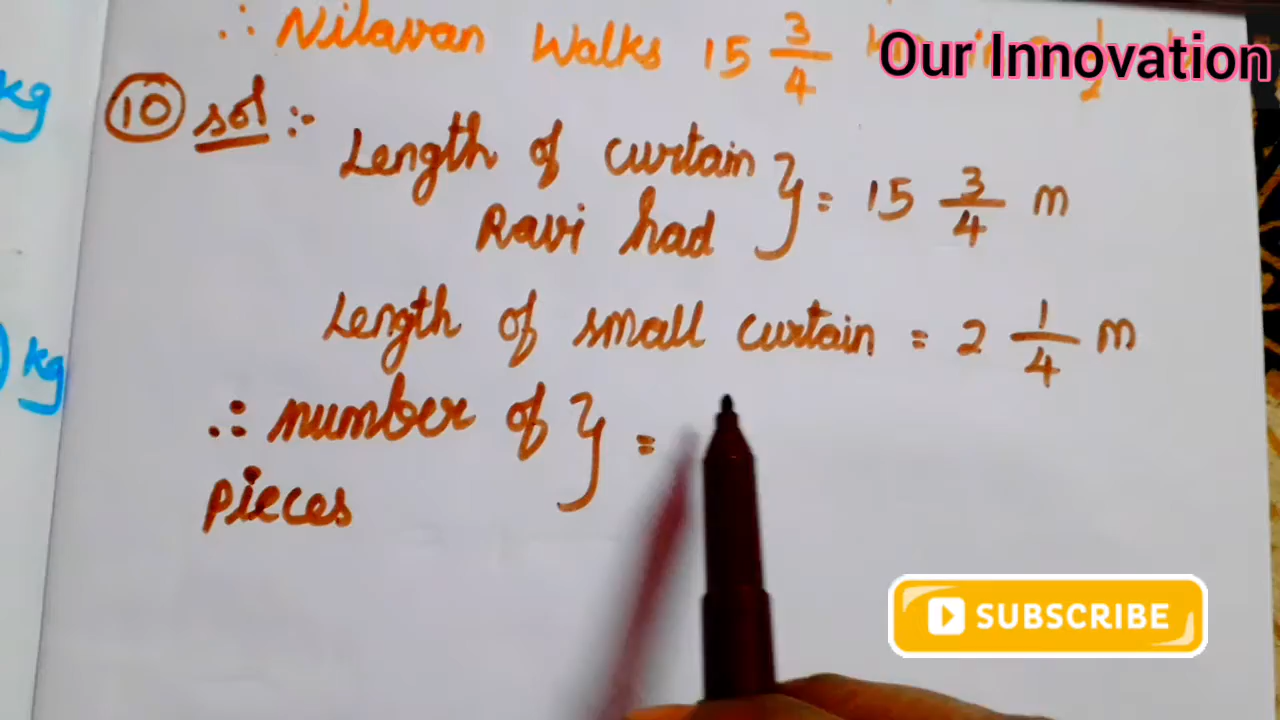 ∴ Nilavan Walks 15 3/4
Our Innovation
kg
10 sol :-
Length of curtain
Ravi had } = 15 3/4 m
Length of small curtain = 2 1/4 m
) kg
∴ number of
pieces } =
SUBSCRIBE